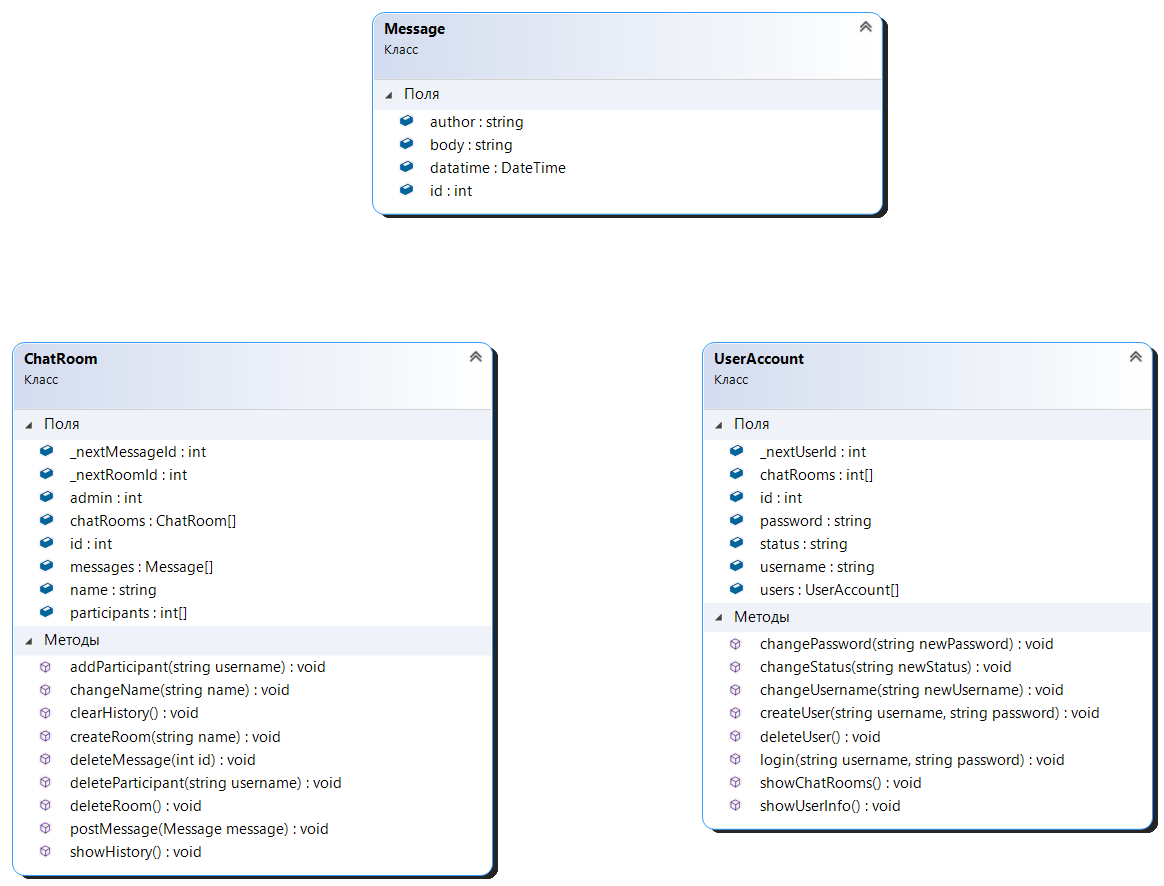 Message
Класс
Поля
author : string
body : string
datatime : DateTime
id : int
ChatRoom
Класс
Поля
_nextMessageId : int
_nextRoomId : int
admin : int
chatRooms : ChatRoom[]
id : int
messages : Message[]
name : string
participants : int[]
Методы
addParticipant(string username) : void
changeName(string name) : void
clearHistory() : void
createRoom(string name) : void
deleteMessage(int id) : void
deleteParticipant(string username) : void
deleteRoom() : void
postMessage(Message message) : void
showHistory() : void
UserAccount
Класс
Поля
_nextUserId : int
chatRooms : int[]
id : int
password : string
status : string
username : string
users : UserAccount[]
Методы
changePassword(string newPassword) : void
changeStatus(string newStatus) : void
changeUsername(string newUsername) : void
createUser(string username, string password) : void
deleteUser() : void
login(string username, string password) : void
showChatRooms() : void
showUserInfo() : void